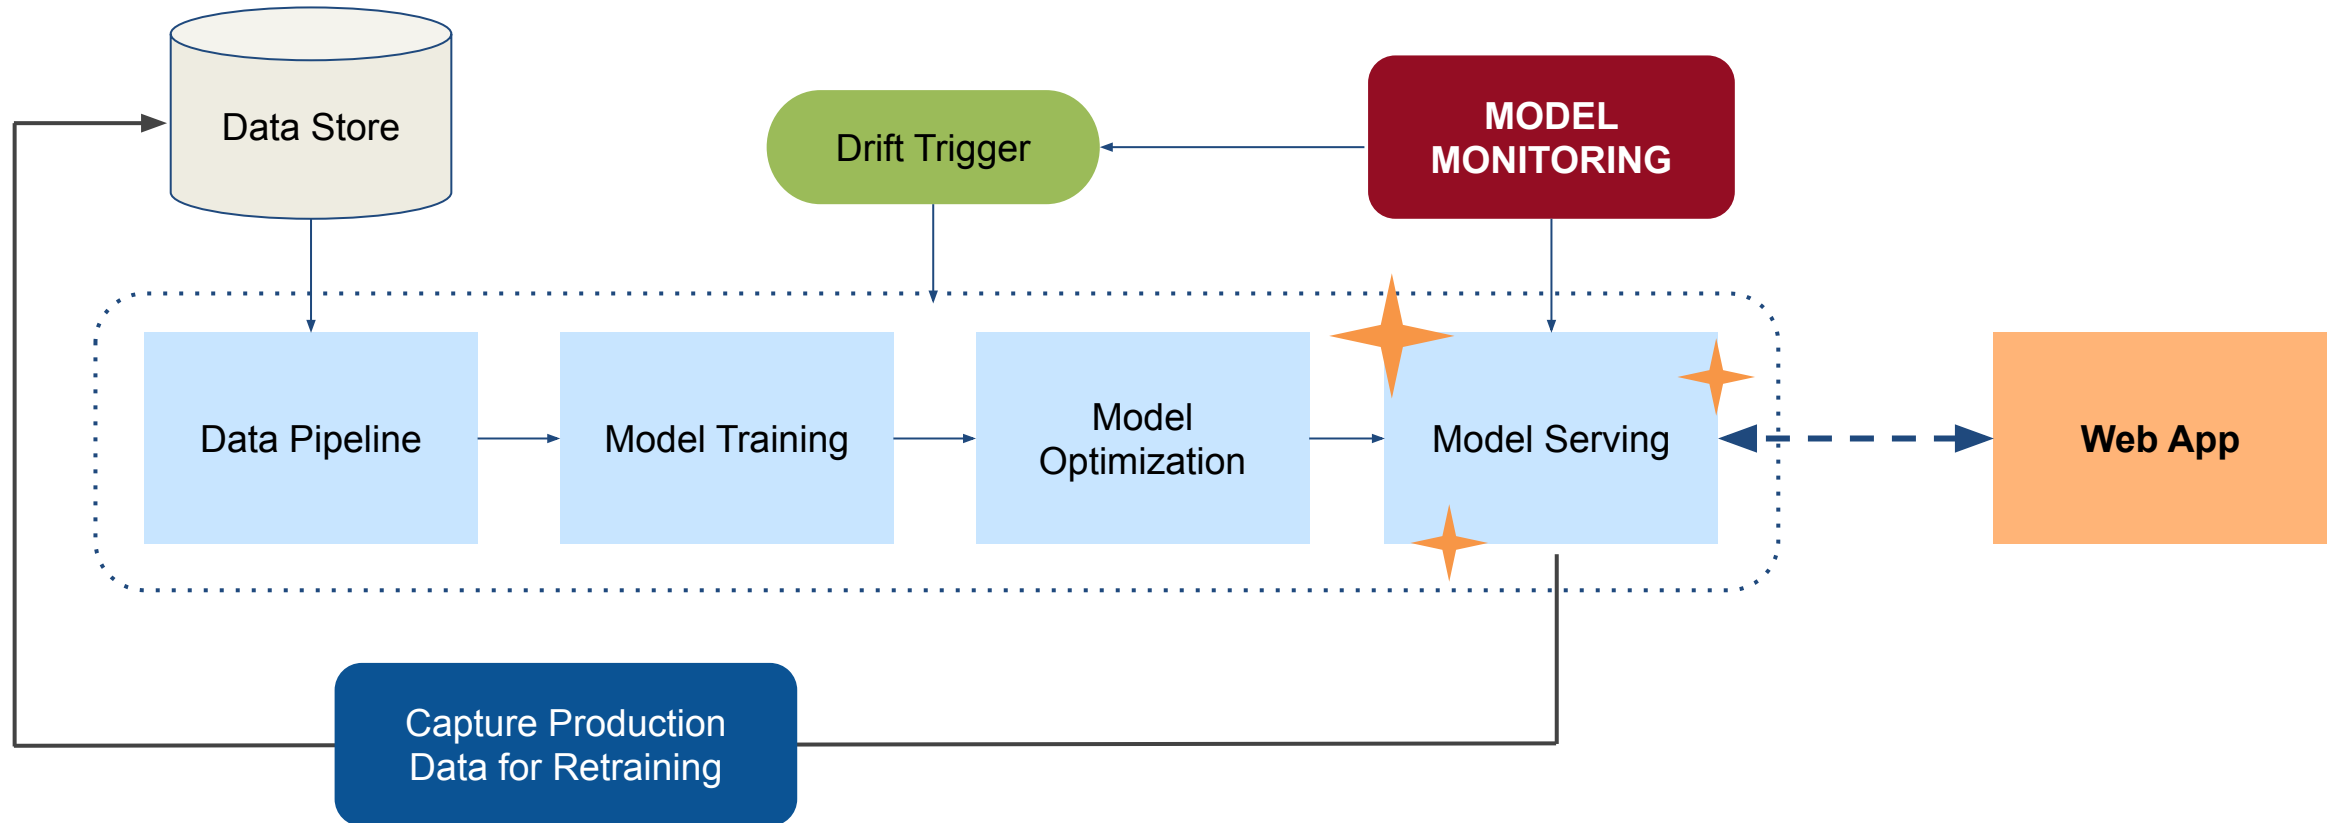 Data Store
Drift Trigger
MODEL
MONITORING
Data Pipeline
Model Training
Model
Optimization
Model Serving
Web App
Capture Production
Data for Retraining